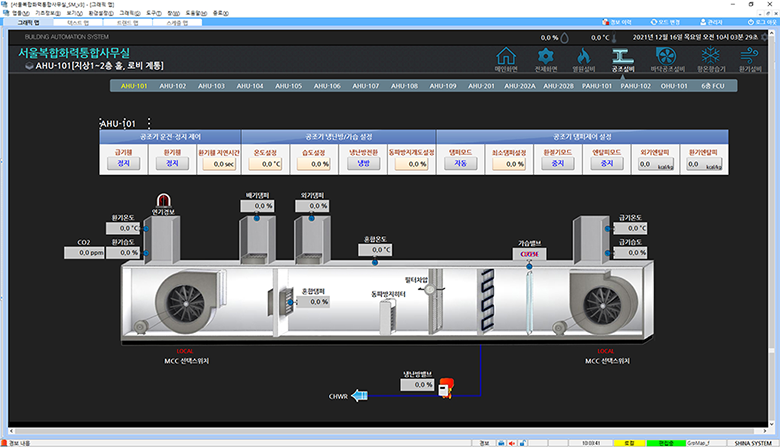 [서울복합화력통합사무실_SM_v3] - [그래픽 맵]
맵툴(M) 기초정보(B) 보기(V) 환경설정(E) 그래픽(G) 도구(T) 창(W) 도움말(H) 종료(X)
그래픽 맵 텍스트 맵 트랜드 맵 스케쥴 맵 경보 이력 모드 변경 관리자 로그 아웃
BUILDING AUTOMATION SYSTEM 0,0 % 0,0 °C 2021년 12월 16일 목요일 오전 10시 03분 29초
서울복합화력통합사무실
AHU-101[지상1~2층 홀, 로비 계통]
메인화면 전체화면 열원설비 공조설비 바닥공조설비 항온항습기 환기설비
AHU-101 AHU-102 AHU-103 AHU-104 AHU-105 AHU-106 AHU-107 AHU-108 AHU-109 AHU-201 AHU-202A AHU-202B PAHU-101 PAHU-102 OHU-101 6층 FCU
AHU-101
공조기 운전·정지 제어 공조기 냉난방/가습 설정 공조기 댐퍼제어 설정
급기휀 환기휀 환기휀 지연시간 온도설정 습도설정 냉난방전환 동파방지개도설정 댐퍼모드 최소댐퍼설정 환절기모드 엔탈피모드 외기엔탈피 환기엔탈피
정지 정지 0,0 sec 0,0 °C 0,0 % 냉방 0,0 % 자동 0,0 % 중지 중지 0,0 kcal/kg 0,0 kcal/kg
연기경보
배기댐퍼
0,0 %
외기댐퍼
0,0 %
환기온도
0,0 °C
CO2 환기습도
0,0 ppm 0,0 %
혼합온도
0,0 °C
가습밸브
CLOSE
급기온도
0,0 °C
급기습도
0,0 %
필터차압
혼합댐퍼
0,0 %
동파방지히터
LOCAL
MCC 선택스위치
LOCAL
MCC 선택스위치
냉난방밸브
0,0 %
CHWR
경보 내용 경보 10:03:41 로컬 편집중 GroMap_f SHINA SYSTEM